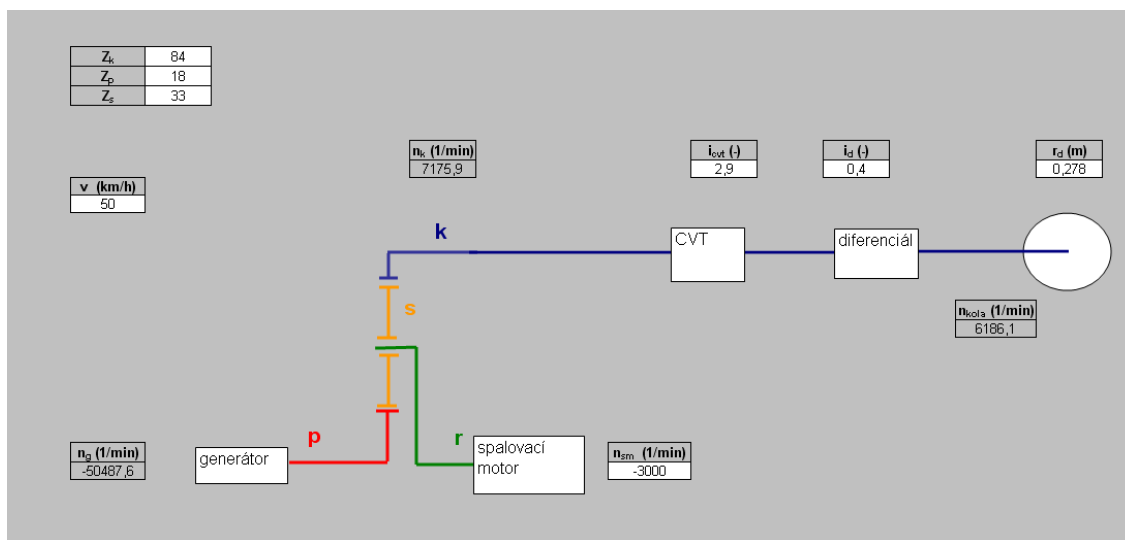 Zk 84
Zp 18
Zs 33
nk (1/min)
7175,9
icvt (-)
2,9
id (-)
0,4
rd (m)
0,278
v (km/h)
50
k
CVT
diferenciál
s
nkola (1/min)
6186,1
p
r
ng (1/min)
-50487,6
generátor
spalovací
motor
nsm (1/min)
-3000